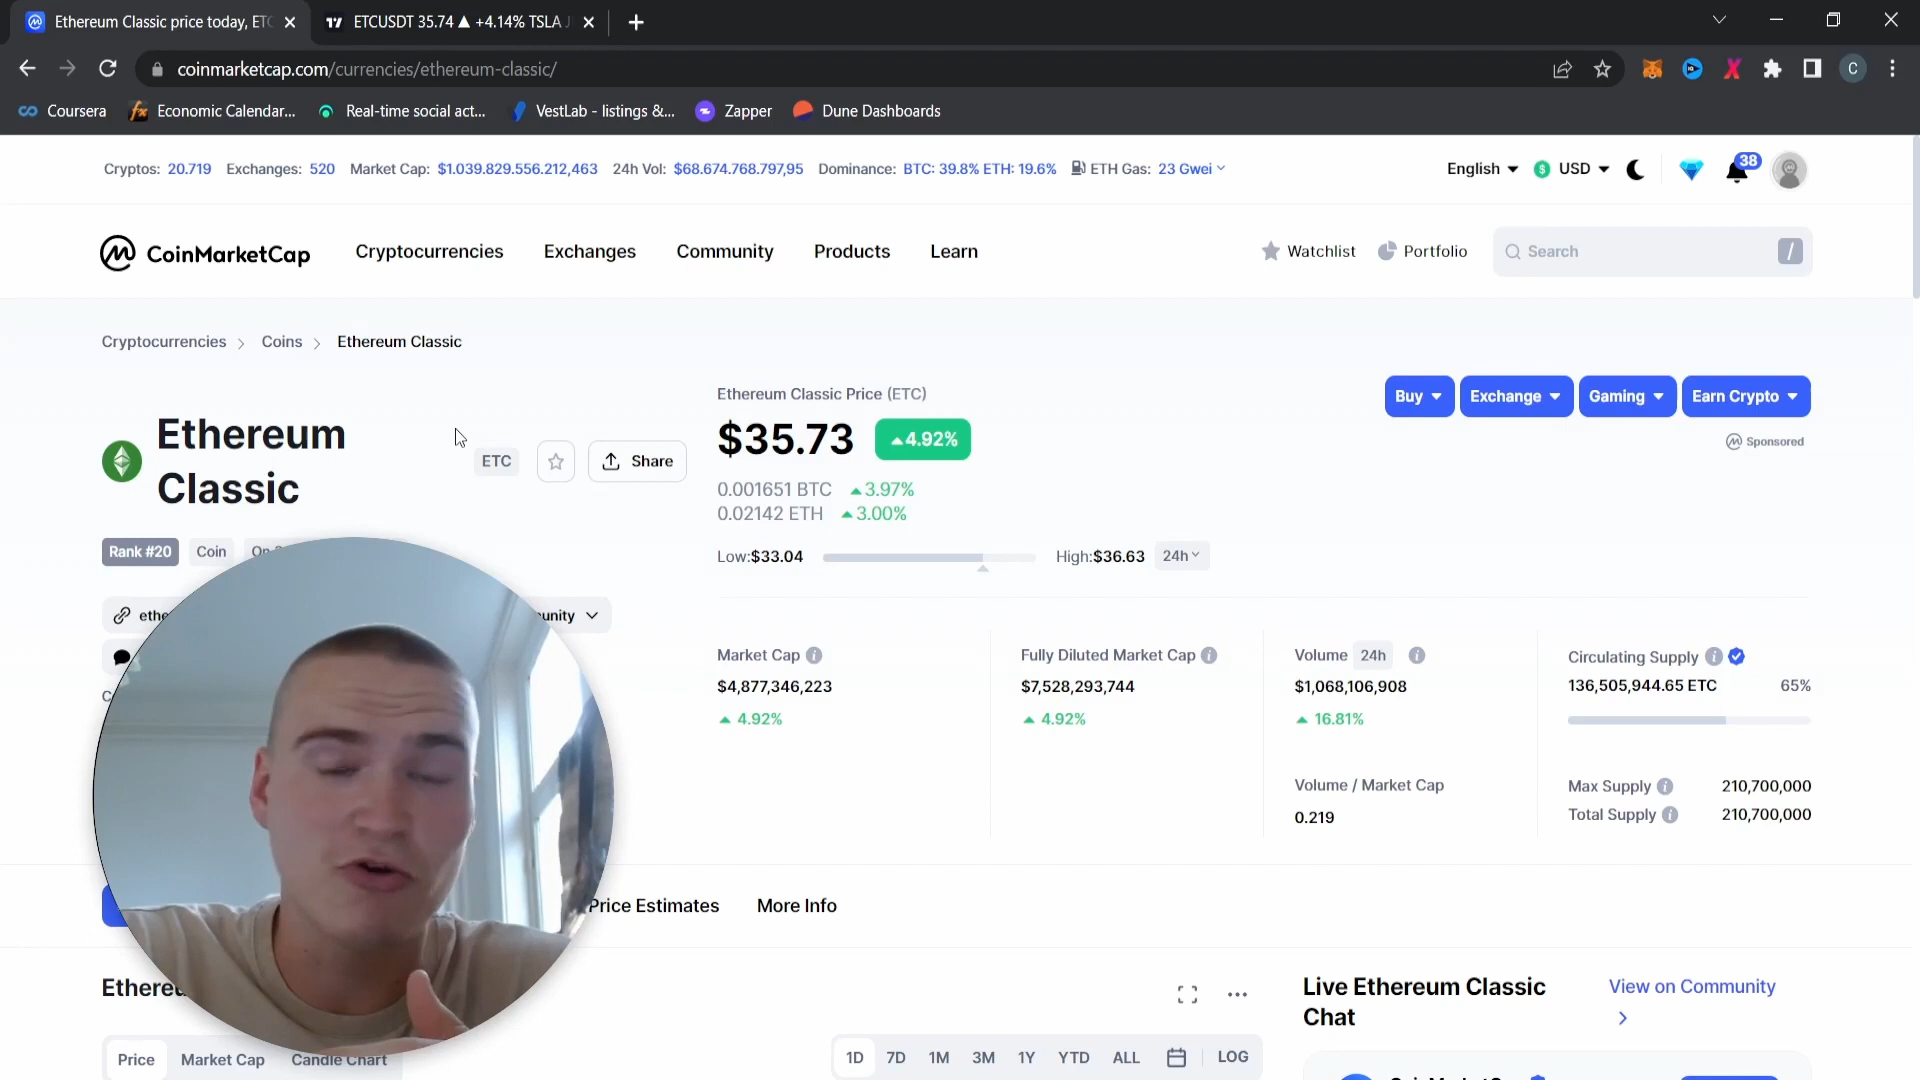 Ethereum Classic price today, ETC
ETCUSDT 35.74 ▲ +4.14% TSLA
coinmarketcap.com/currencies/ethereum-classic/
C
Coursera
Economic Calendar...
Real-time social act...
VestLab - listings &...
Zapper
Dune Dashboards
Cryptos: 20.719 Exchanges: 520 Market Cap: $1.039.829.556.212,463 24h Vol: $68.674.768.797,95 Dominance: BTC: 39.8% ETH: 19.6% ETH Gas: 23 Gwei
English USD 38
CoinMarketCap
Cryptocurrencies Exchanges Community Products Learn
Watchlist Portfolio Search /
Cryptocurrencies > Coins > Ethereum Classic
Ethereum
Classic
ETC
Share
Rank #20 Coin
Ethereum Classic Price (ETC)
$35.73 4.92%
0.001651 BTC 3.97%
0.02142 ETH 3.00%
Low:$33.04 High:$36.63 24h
Buy Exchange Gaming Earn Crypto
Sponsored
Market Cap
$4,877,346,223
4.92%
Fully Diluted Market Cap
$7,528,293,744
4.92%
Volume 24h
$1,068,106,908
16.81%
Volume / Market Cap
0.219
Circulating Supply
136,505,944.65 ETC 65%
Max Supply 210,700,000
Total Supply 210,700,000
Price Estimates More Info
Live Ethereum Classic
Chat
View on Community
>
Price Market Cap Candle Chart
1D 7D 1M 3M 1Y YTD ALL LOG